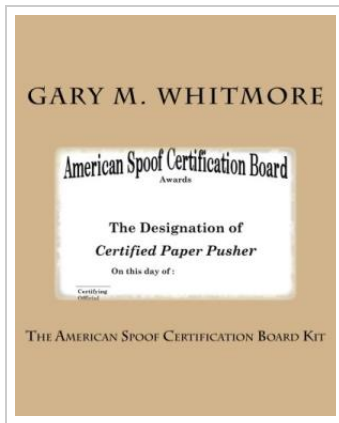 GARY M. WHITMORE
American Spoof Certification Board
Awards
The Designation of
Certified Paper Pusher
On this day of :
Certifying
Official
THE AMERICAN SPOOF CERTIFICATION BOARD KIT